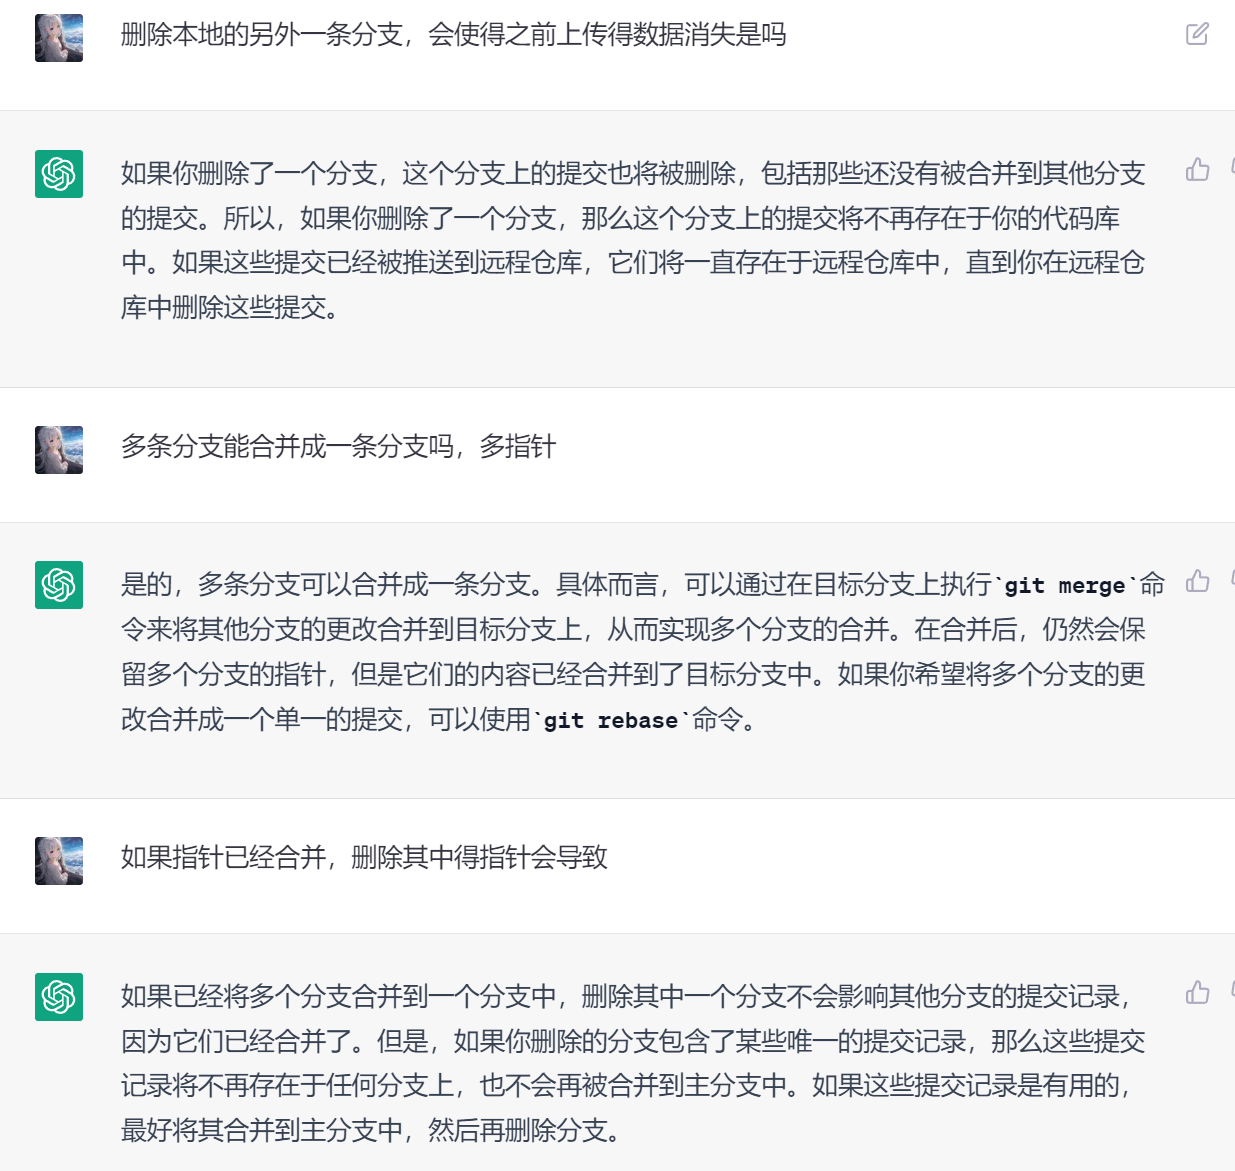 删除本地的另外一条分支，会使得之前上传得数据消失是吗
如果你删除了一个分支，这个分支上的提交也将被删除，包括那些还没有被合并到其他分支
的提交。所以，如果你删除了一个分支，那么这个分支上的提交将不再存在于你的代码库
中。如果这些提交已经被推送到远程仓库，它们将一直存在于远程仓库中，直到你在远程仓
库中删除这些提交。
多条分支能合并成一条分支吗，多指针
是的，多条分支可以合并成一条分支。具体而言，可以通过在目标分支上执行`git merge`命
令来将其他分支的更改合并到目标分支上，从而实现多个分支的合并。在合并后，仍然会保
留多个分支的指针，但是它们的内容已经合并到了目标分支中。如果你希望将多个分支的更
改合并成一个单一的提交，可以使用`git rebase`命令。
如果指针已经合并，删除其中得指针会导致
如果已经将多个分支合并到一个分支中，删除其中一个分支不会影响其他分支的提交记录，
因为它们已经合并了。但是，如果你删除的分支包含了某些唯一的提交记录，那么这些提交
记录将不再存在于任何分支上，也不会再被合并到主分支中。如果这些提交记录是有用的，
最好将其合并到主分支中，然后再删除分支。